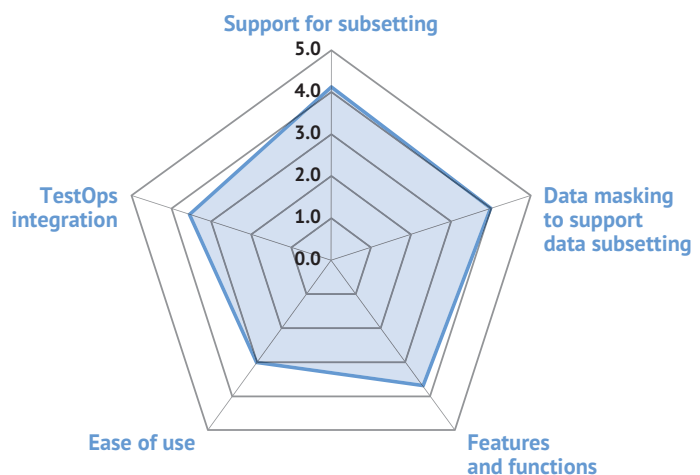 Support for subsetting
5.0
4.0
3.0
2.0
1.0
0.0
TestOps
integration
Data masking
to support
data subsetting
Ease of use
Features
and functions